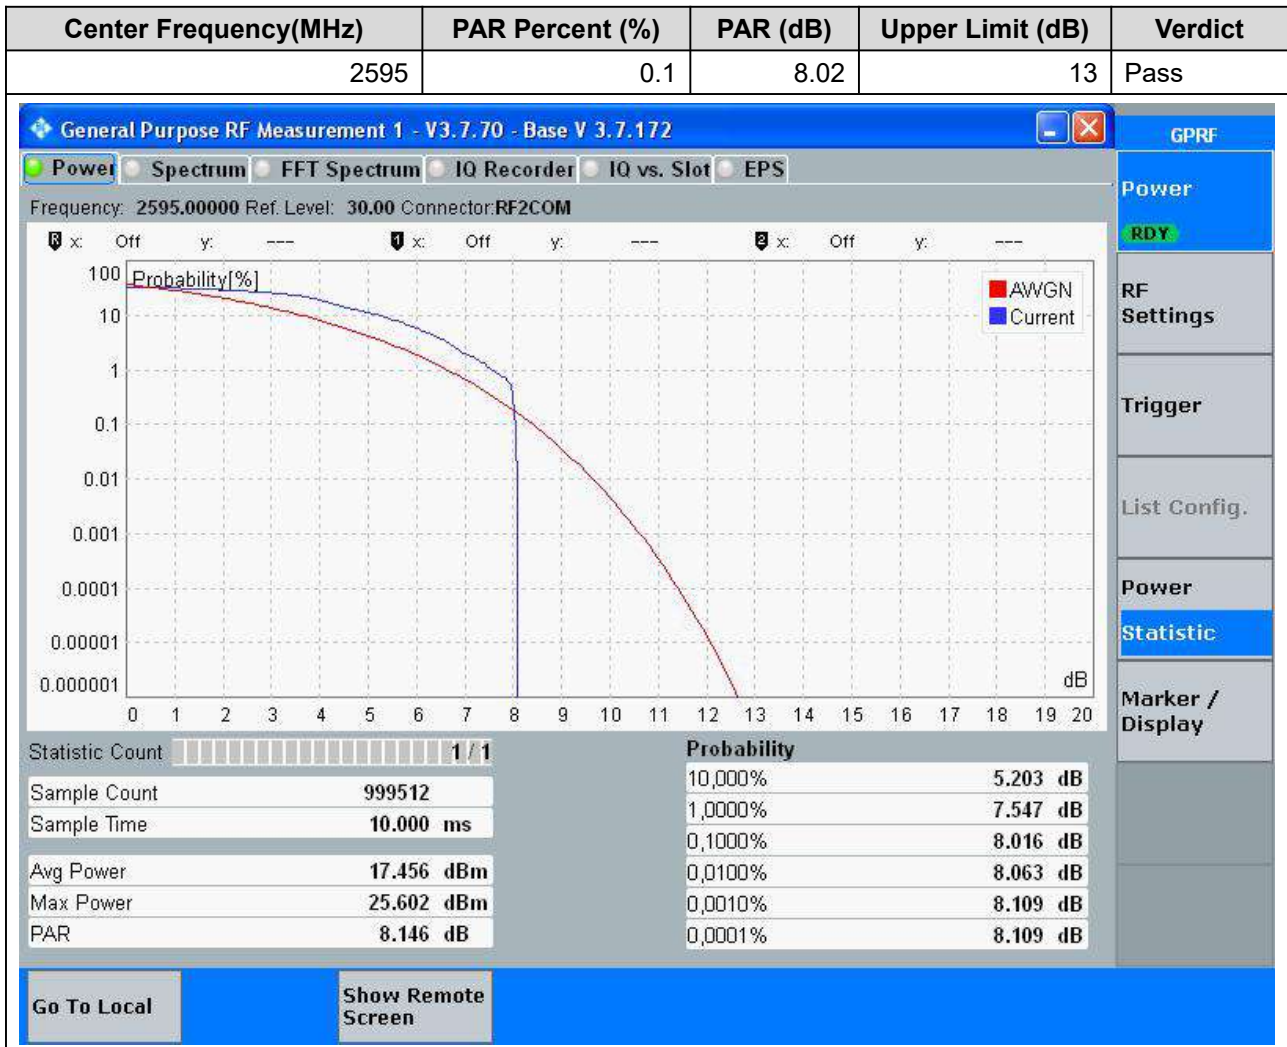 Center Frequency(MHz) PAR Percent (%) PAR (dB) Upper Limit (dB) Verdict
2595 0.1 8.02 13 Pass
General Purpose RF Measurement 1 - V3.7.70 - Base V 3.7.172
GPRF
Power Spectrum FFT Spectrum IQ Recorder IQ vs. Slot EPS
Power
RDY
Frequency: 2595.00000 Ref. Level: 30.00 Connector:RF2COM
R x: Off y: --- 1 x: Off y: --- 2 x: Off y: ---
Probability[%]
AWGN
Current
100
10
1
0.1
0.01
0.001
0.0001
0.00001
0.000001
dB
0 1 2 3 4 5 6 7 8 9 10 11 12 13 14 15 16 17 18 19 20
RF
Settings
Trigger
List Config.
Power
Statistic
Marker /
Display
Statistic Count 1 / 1
Sample Count 999512
Sample Time 10.000 ms
Avg Power 17.456 dBm
Max Power 25.602 dBm
PAR 8.146 dB
Probability
10,000% 5.203 dB
1,0000% 7.547 dB
0,1000% 8.016 dB
0,0100% 8.063 dB
0,0010% 8.109 dB
0,0001% 8.109 dB
Go To Local
Show Remote
Screen